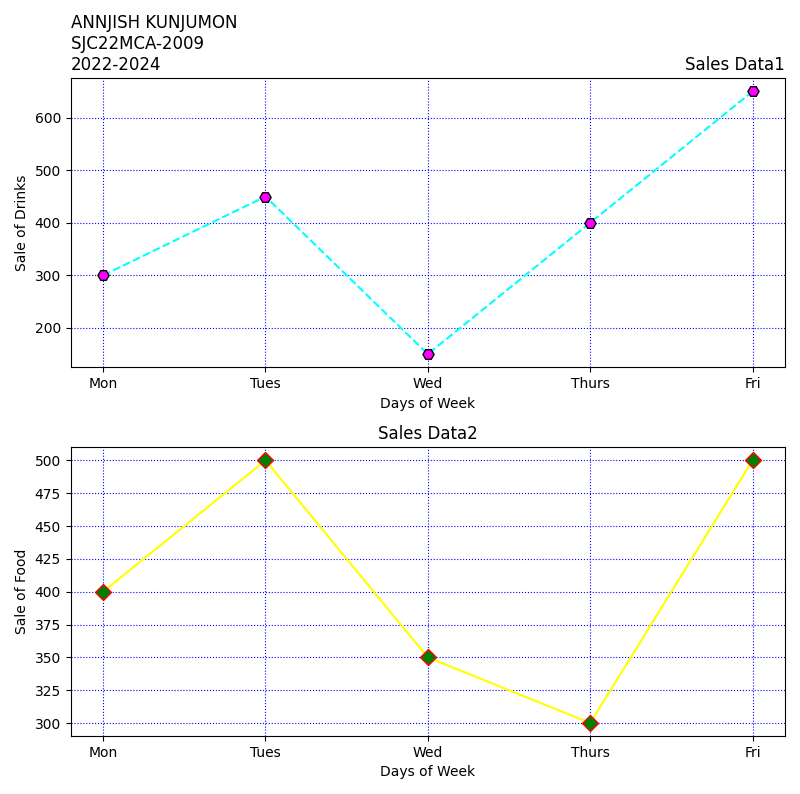 ANNJISH KUNJUMON
SJC22MCA-2009
2022-2024
Sales Data1
600
500
400
300
200
Sale of Drinks
Mon Tues Wed Thurs Fri
Days of Week
Sales Data2
500
475
450
425
400
375
350
325
300
Sale of Food
Mon Tues Wed Thurs Fri
Days of Week